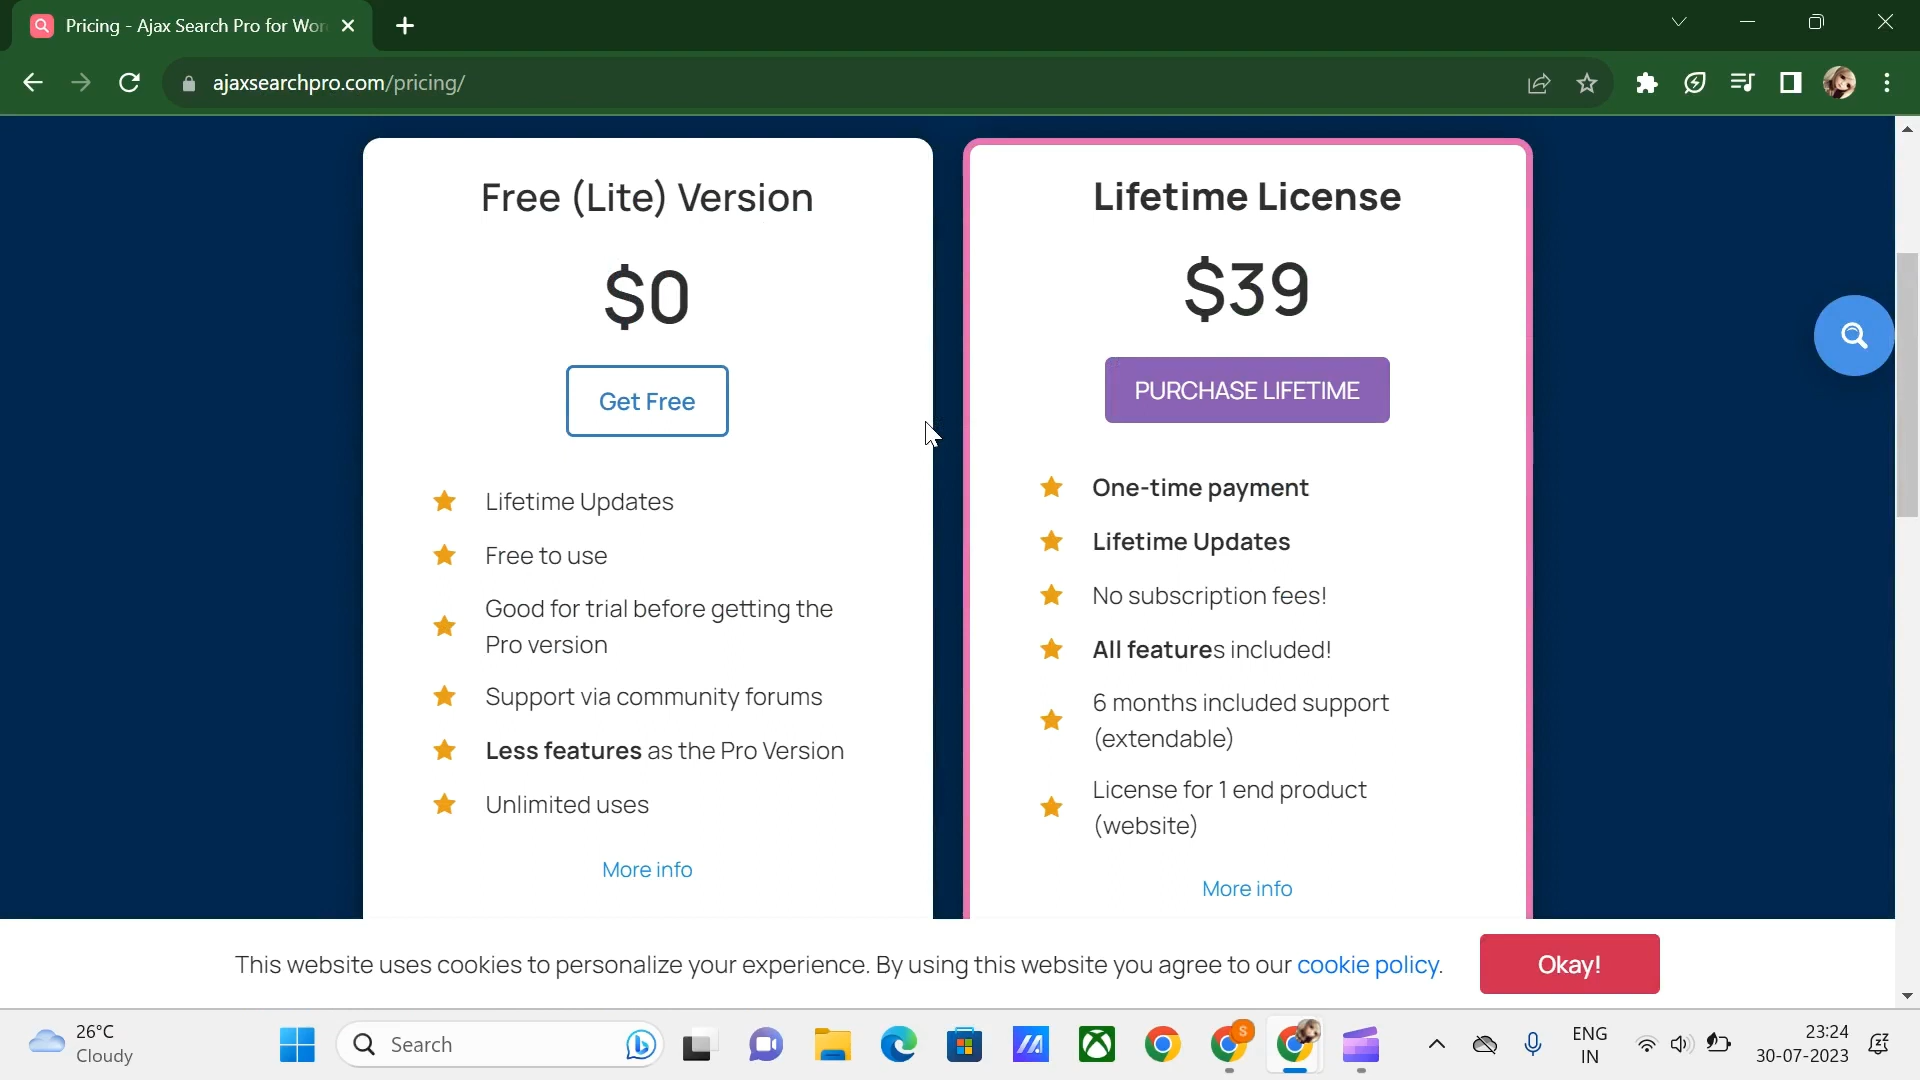 Pricing - Ajax Search Pro for Wor
ajaxsearchpro.com/pricing/
Free (Lite) Version
$0
Get Free
Lifetime Updates
Free to use
Good for trial before getting the
Pro version
Support via community forums
Less features as the Pro Version
Unlimited uses
More info
Lifetime License
$39
PURCHASE LIFETIME
One-time payment
Lifetime Updates
No subscription fees!
All features included!
6 months included support
(extendable)
License for 1 end product
(website)
More info
This website uses cookies to personalize your experience. By using this website you agree to our cookie policy.
Okay!
26°C
Cloudy
Search
S
ENG
IN
23:24
30-07-2023